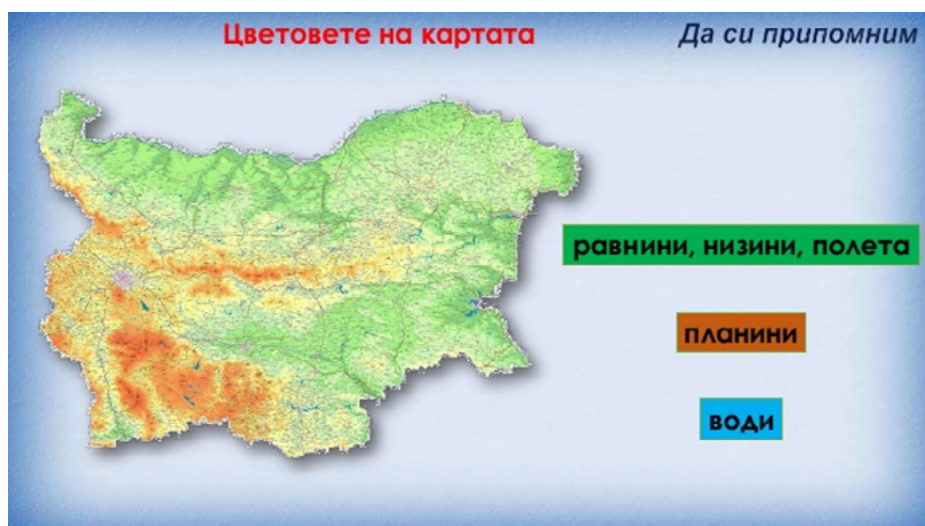 Цветовете на картата
Да си припомним
равнини, низини, полета
планини
води